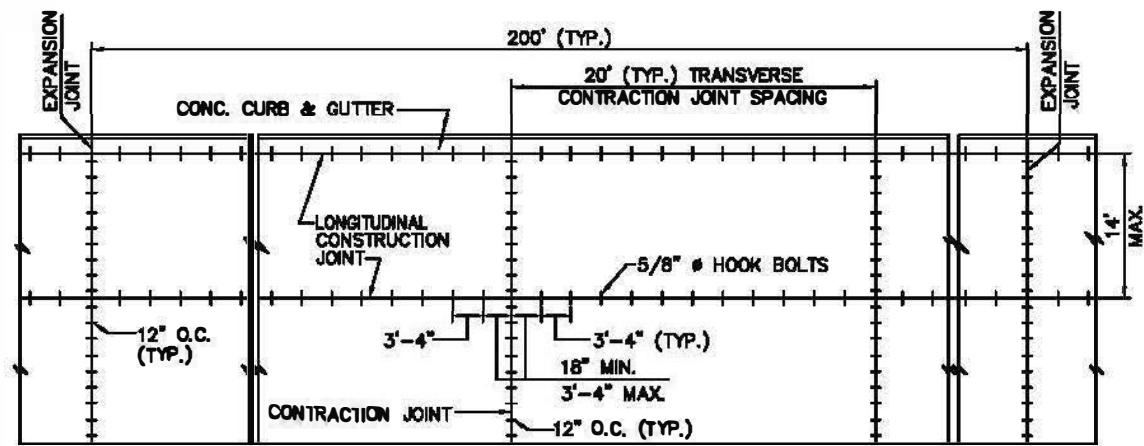 EXPANSION
JOINT
200' (TYP.)
EXPANSION
JOINT
20' (TYP.) TRANSVERSE
CONTRACTION JOINT SPACING
CONC. CURB & GUTTER
LONGITUDINAL
CONSTRUCTION
JOINT
14'
MAX.
5/8" ø HOOK BOLTS
12" O.C.
(TYP.)
3'-4"
3'-4" (TYP.)
18" MIN.
3'-4" MAX.
CONTRACTION JOINT
12" O.C. (TYP.)